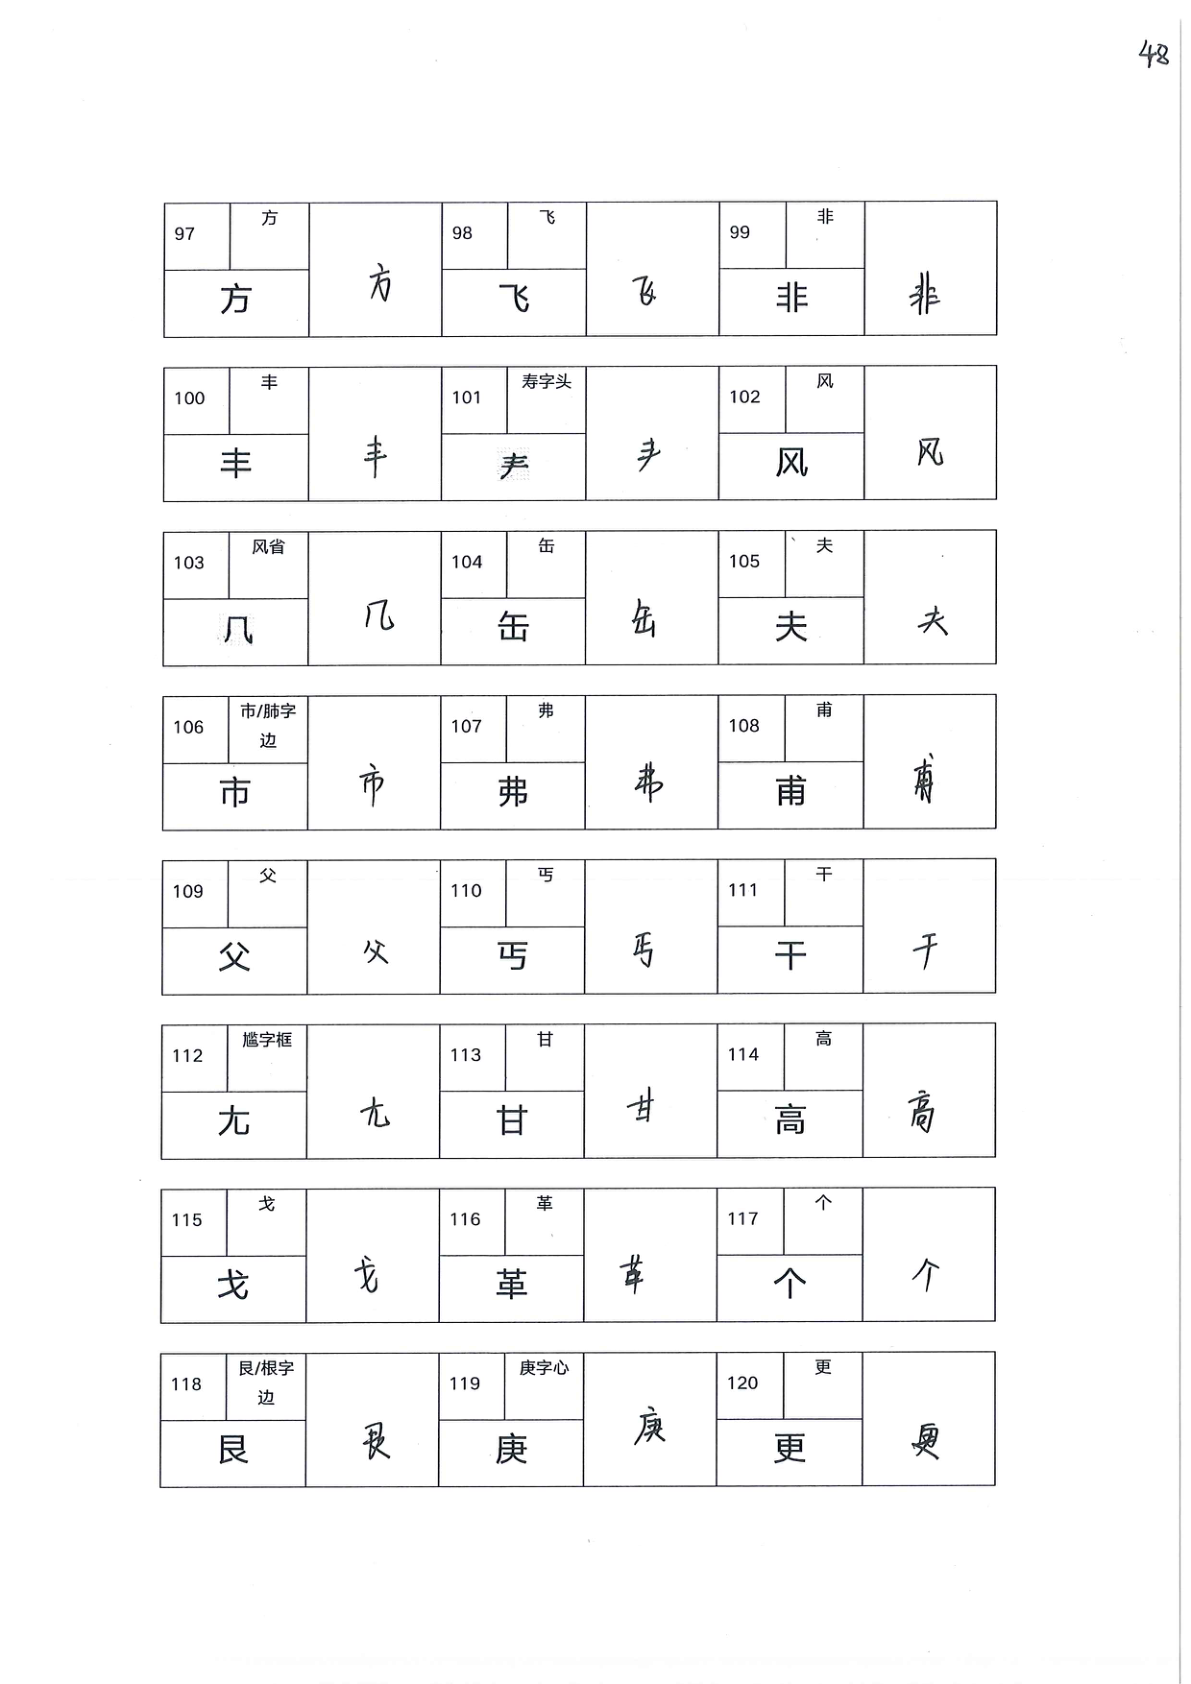 48
97 方 方 方 98 飞 飞 飞 99 非 非 非
100 丰 丰 丰 101 寿字头 𡗗 102 风 风 风
103 风省 几 几 104 缶 缶 缶 105 夫 夫 夫
106 市/肺字边 市 市 107 弗 弗 弗 108 甫 甫 甫
109 父 父 父 110 丐 丐 丐 111 干 干 干
112 尴字框 尢 尢 113 甘 甘 甘 114 高 高 高
115 戈 戈 戈 116 革 革 革 117 个 个 个
118 艮/根字边 艮 艮 119 庚字心 庚 庚 120 更 更 更